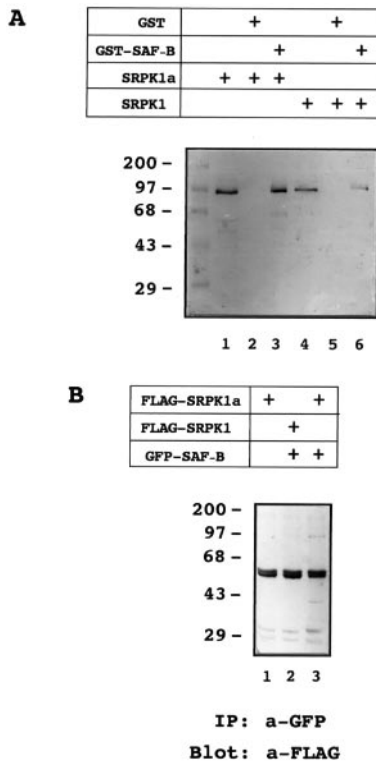 A
GST + +
GST-SAF-B + +
SRPK1a + + +
SRPK1 + + +
200 -
97 -
68 -
43 -
29 -
1 2 3 4 5 6
B
FLAG-SRPK1a + +
FLAG-SRPK1 +
GFP-SAF-B + +
200 -
97 -
68 -
43 -
29 -
1 2 3
IP: a-GFP
Blot: a-FLAG